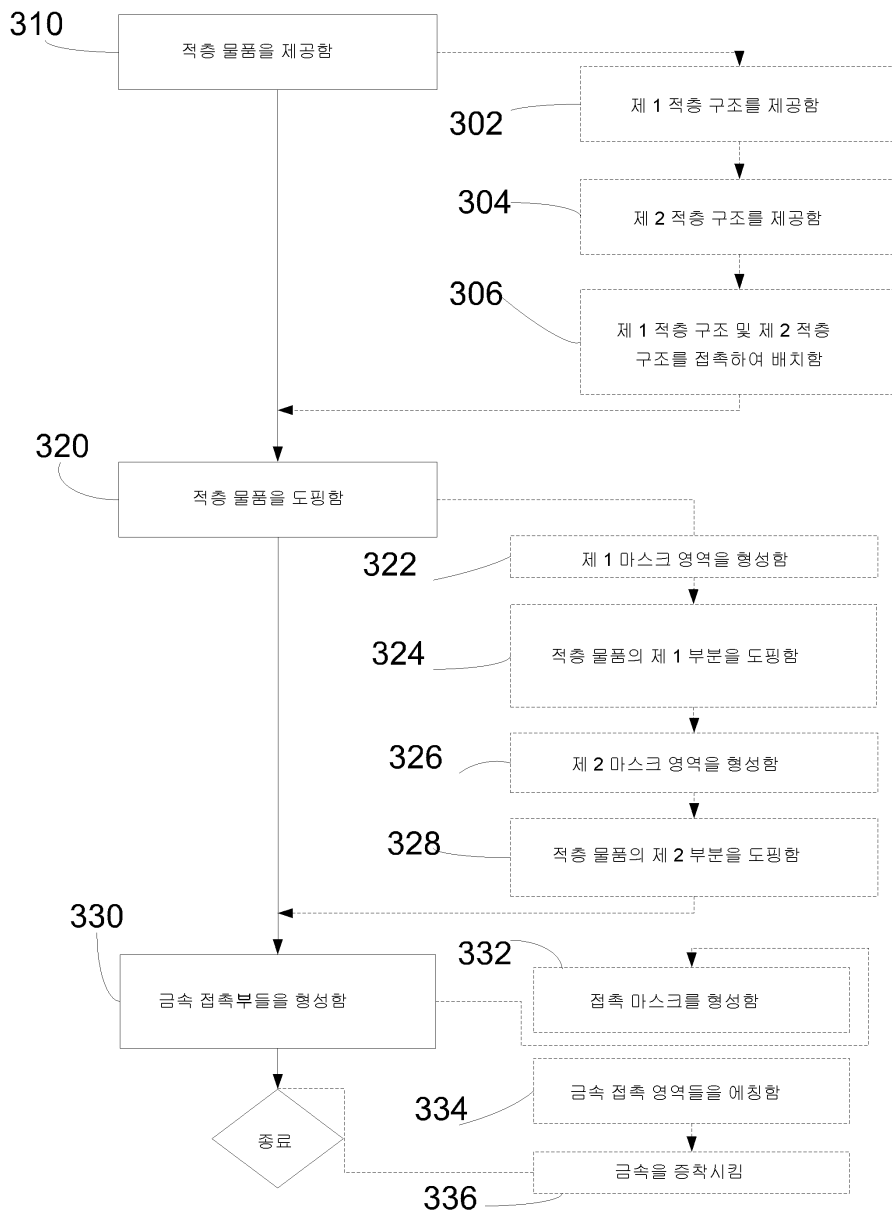 310
적층 물품을 제공함
제 1 적층 구조를 제공함
302
304
제 2 적층 구조를 제공함
306
제 1 적층 구조 및 제 2 적층
구조를 접촉하여 배치함
320
적층 물품을 도핑함
322
제 1 마스크 영역을 형성함
324
적층 물품의 제 1 부분을 도핑함
326
제 2 마스크 영역을 형성함
328
적층 물품의 제 2 부분을 도핑함
330
금속 접촉부들을 형성함
332
접촉 마스크를 형성함
334
금속 접촉 영역들을 에칭함
종료
336
금속을 증착시킴